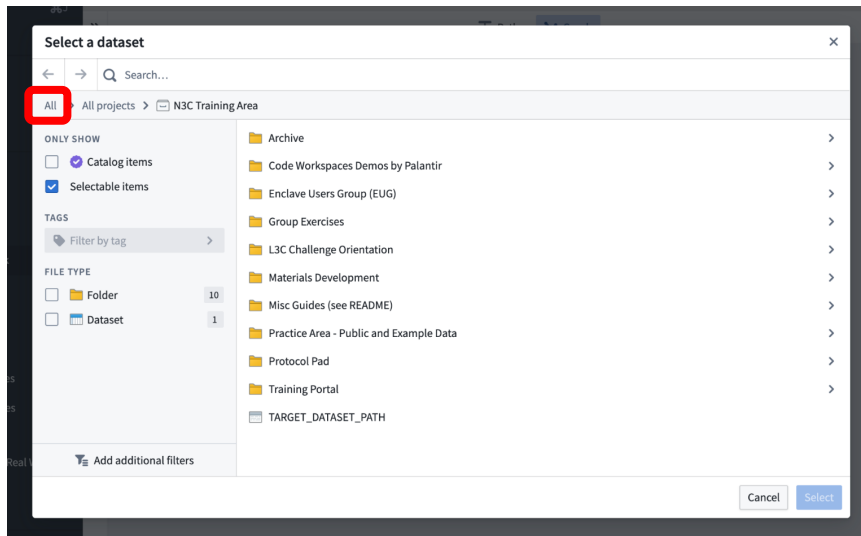 Select a dataset
Search...
All > All projects > N3C Training Area
ONLY SHOW
Catalog items
Selectable items
TAGS
Filter by tag
FILE TYPE
Folder 10
Dataset 1
Add additional filters
Archive
Code Workspaces Demos by Palantir
Enclave Users Group (EUG)
Group Exercises
L3C Challenge Orientation
Materials Development
Misc Guides (see README)
Practice Area - Public and Example Data
Protocol Pad
Training Portal
TARGET_DATASET_PATH
Cancel Select